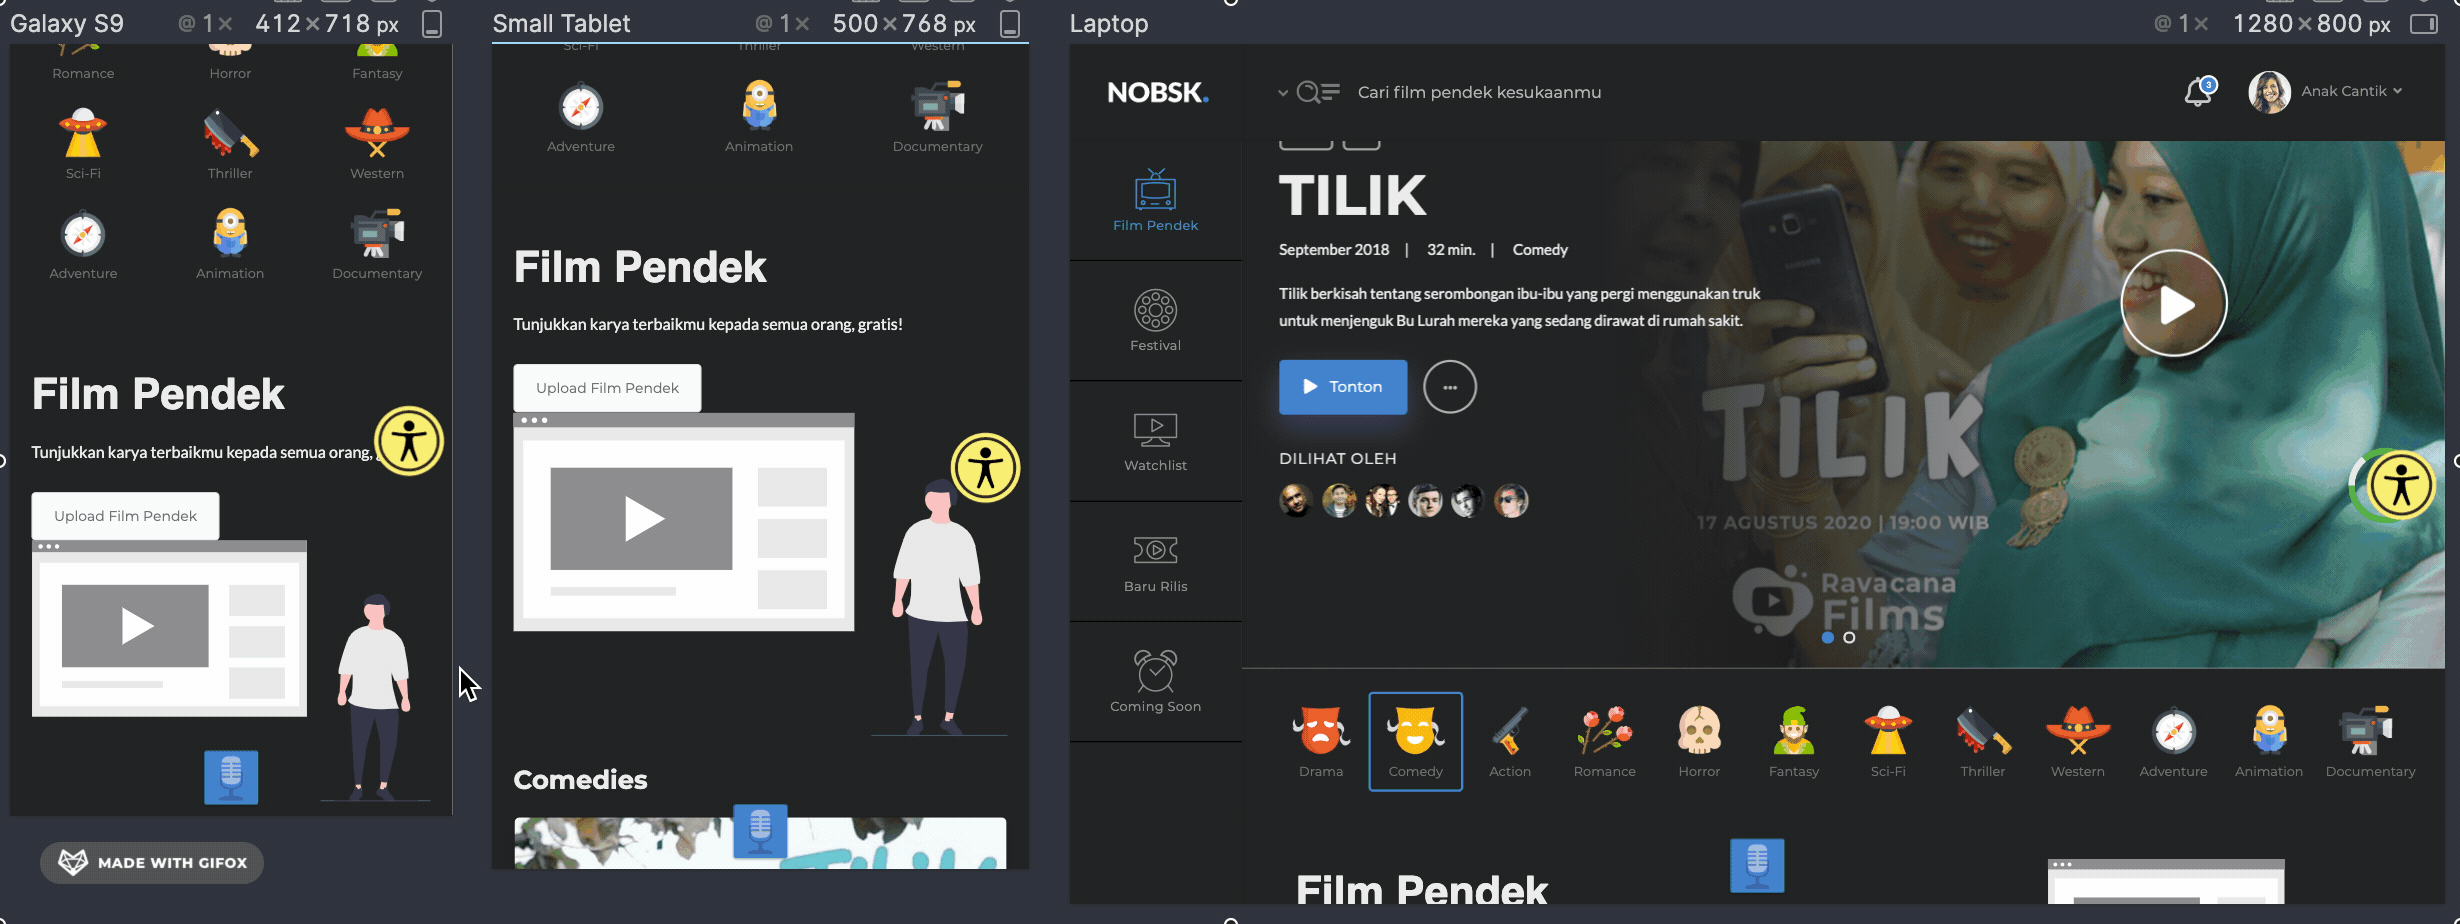 Galaxy S9 @ 1× 412×718 px
Romance Horror Fantasy
Sci-Fi Thriller Western
Adventure Animation Documentary
Film Pendek
Tunjukkan karya terbaikmu kepada semua orang,
Upload Film Pendek
MADE WITH GIFOX
Small Tablet @ 1× 500×768 px
Sci-Fi Thriller Western
Adventure Animation Documentary
Film Pendek
Tunjukkan karya terbaikmu kepada semua orang, gratis!
Upload Film Pendek
Comedies
Tilik
Laptop @ 1× 1280×800 px
NOBSK.
Cari film pendek kesukaanmu
3
Anak Cantik
Film Pendek
Festival
Watchlist
Baru Rilis
Coming Soon
TILIK
September 2018 | 32 min. | Comedy
Tilik berkisah tentang serombongan ibu-ibu yang pergi menggunakan truk
untuk menjenguk Bu Lurah mereka yang sedang dirawat di rumah sakit.
Tonton
DILIHAT OLEH
SAMSUNG
TILIK
17 AGUSTUS 2020 | 19:00 WIB
Ravacana
Films
Drama Comedy Action Romance Horror Fantasy Sci-Fi Thriller Western Adventure Animation Documentary
Film Pendek